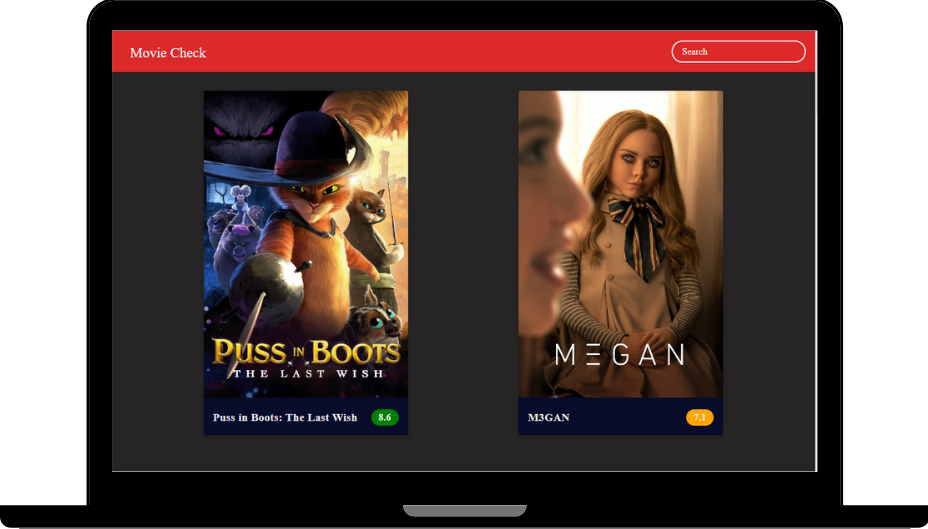 Movie Check
Search
PUSS IN BOOTS
THE LAST WISH
MΞGAN
Puss in Boots: The Last Wish 8.6
M3GAN 7.1